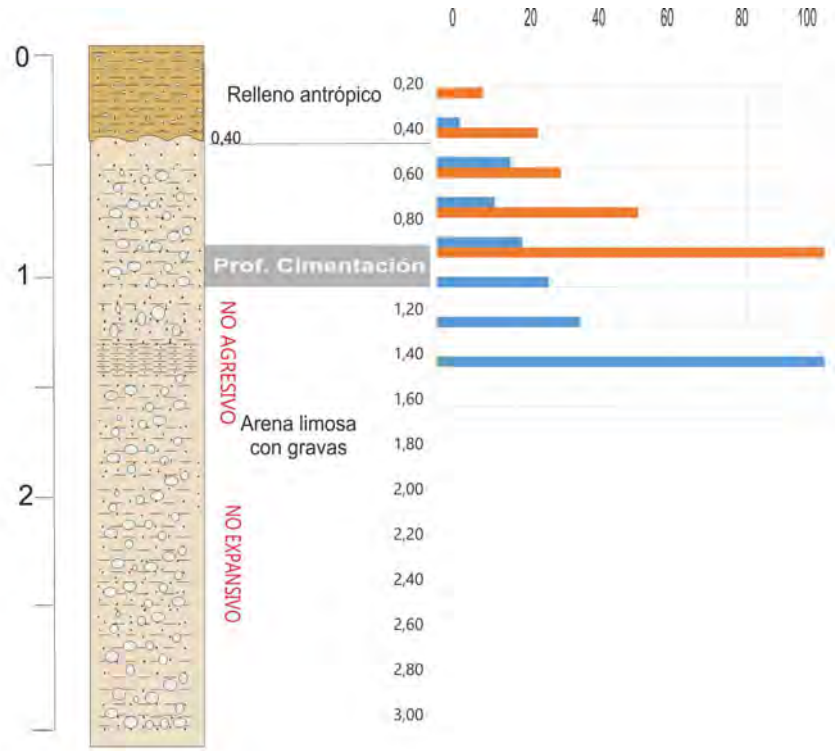 0 20 40 60 80 100
0
Relleno antrópico
0,20
0,40
0,40
0,60
0,80
Prof. Cimentación
1
1,20
NO AGRESIVO
1,40
1,60
Arena limosa
con gravas
1,80
2
2,00
NO EXPANSIVO
2,20
2,40
2,60
2,80
3,00